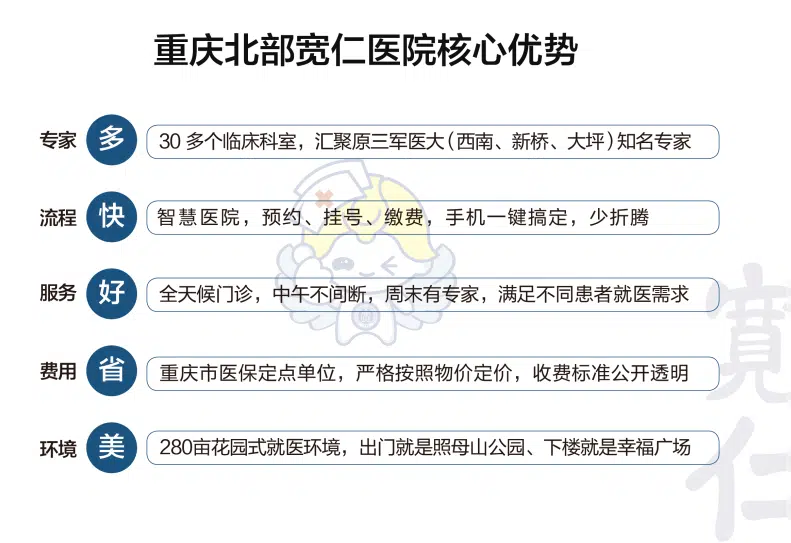 重庆北部宽仁医院核心优势
专家 多 30多个临床科室，汇聚原三军医大（西南、新桥、大坪）知名专家
流程 快 智慧医院，预约、挂号、缴费，手机一键搞定，少折腾
服务 好 全天候门诊，中午不间断，周末有专家，满足不同患者就医需求
费用 省 重庆市医保定点单位，严格按照物价定价，收费标准公开透明
环境 美 280亩花园式就医环境，出门就是照母山公园、下楼就是幸福广场
寬仁